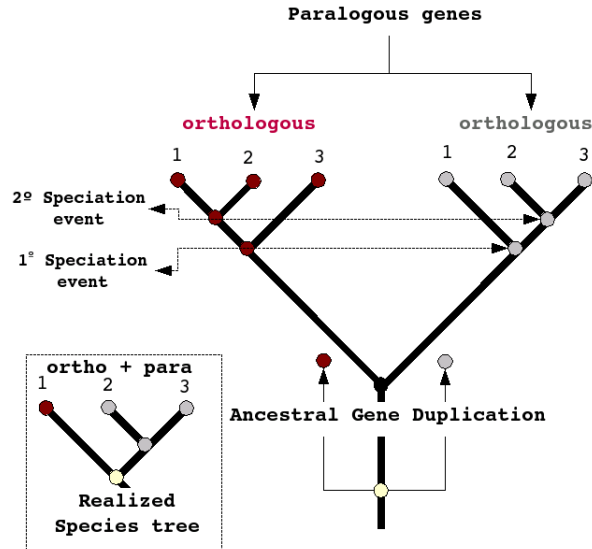 Paralogous genes
orthologous
orthologous
1 2 3
1 2 3
2º Speciation
event
1º Speciation
event
ortho + para
1 2 3
Ancestral Gene Duplication
Realized
Species tree